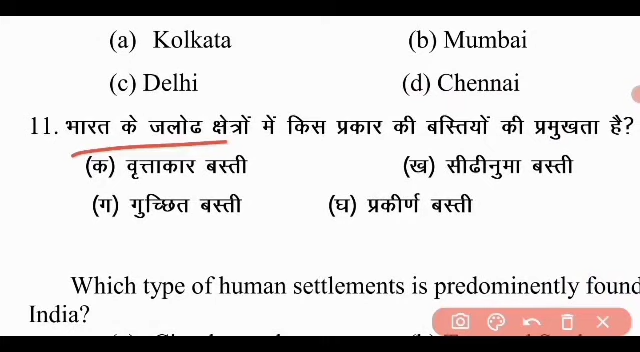 (a) Kolkata (b) Mumbai
(c) Delhi (d) Chennai
11. भारत के जलोढ क्षेत्रों में किस प्रकार की बस्तियों की प्रमुखता है?
(क) वृत्ताकार बस्ती (ख) सीढीनुमा बस्ती
(ग) गुच्छित बस्ती (घ) प्रकीर्ण बस्ती
Which type of human settlements is predominently found
India?